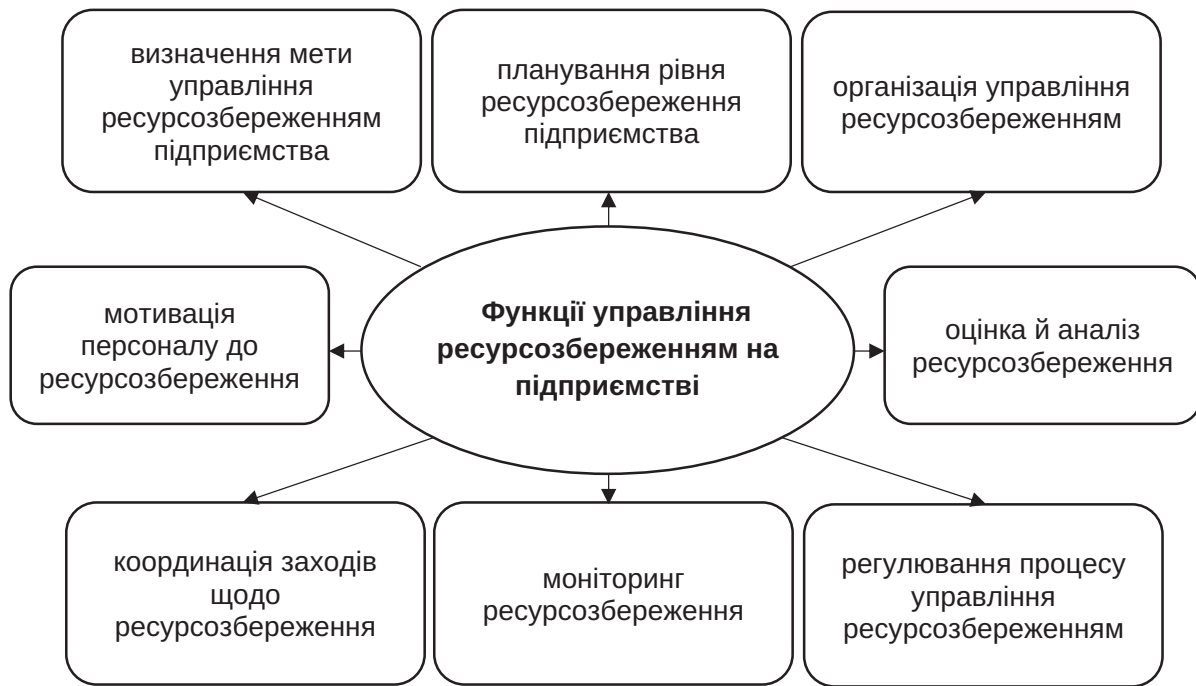 визначення мети
управління
ресурсозбереженням
підприємства
планування рівня
ресурсозбереження
підприємства
організація управління
ресурсозбереженням
мотивація
персоналу до
ресурсозбереження
Функції управління
ресурсозбереженням на
підприємстві
оцінка й аналіз
ресурсозбереження
координація заходів
щодо
ресурсозбереження
моніторинг
ресурсозбереження
регулювання процесу
управління
ресурсозбереженням